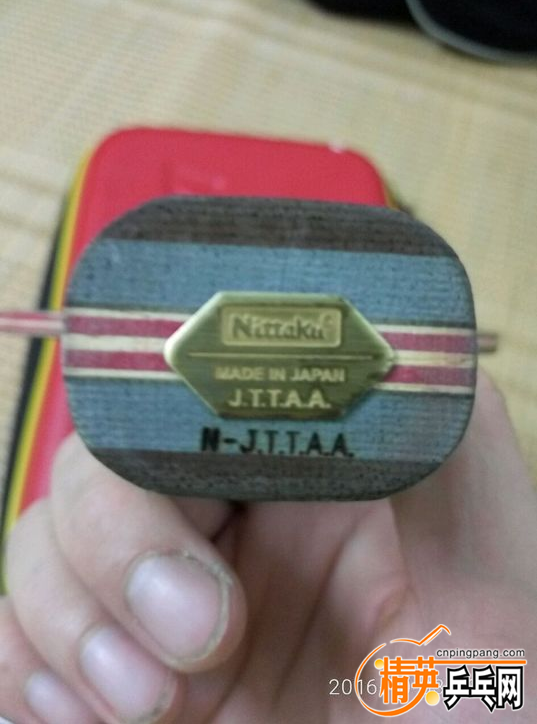 Nittaku
MADE IN JAPAN
J.T.T.A.A.
N-J.T.T.A.A.
cnpingpang.com
精英乒乓网
2016